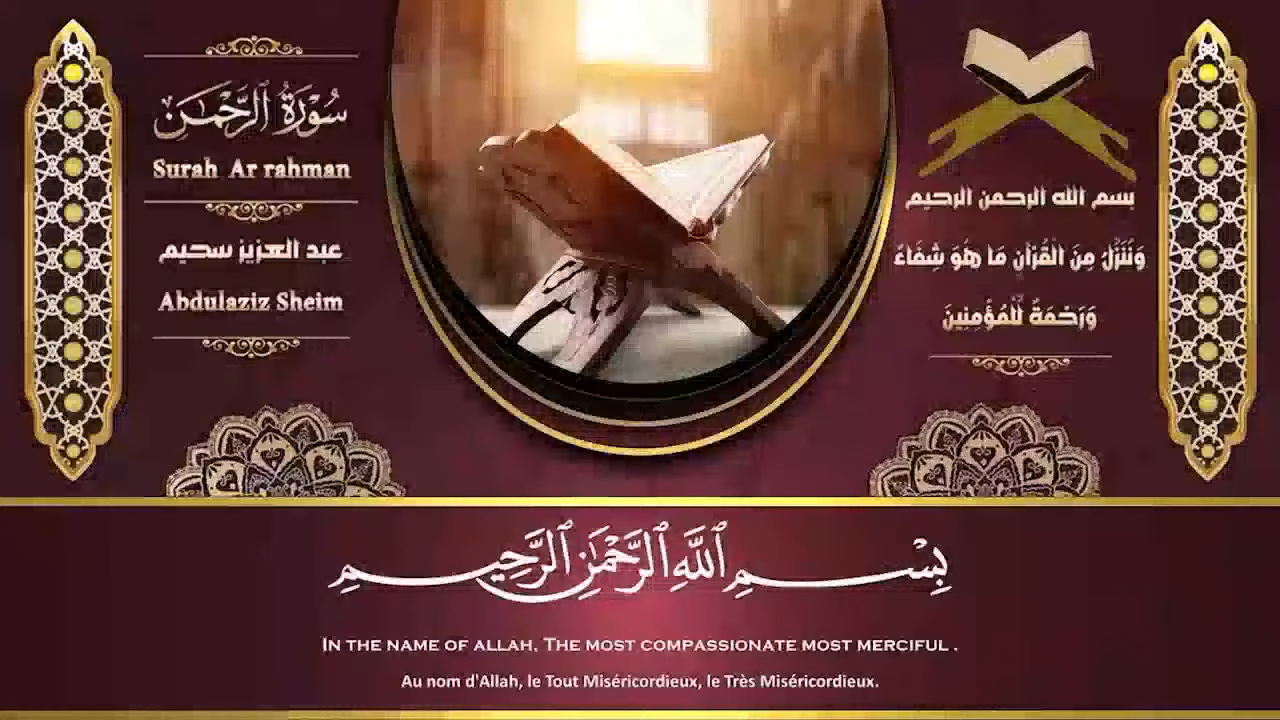 سُورَةُ الرَّحْمَٰن
Surah Ar rahman
عبد العزيز سحيم
Abdulaziz Sheim
بسم الله الرحمن الرحيم
وَنُنَزِّلُ مِنَ الْقُرْآنِ مَا هُوَ شِفَاءٌ
وَرَحْمَةٌ لِّلْمُؤْمِنِينَ
بِسْمِ ٱللَّهِ ٱلرَّحْمَٰنِ ٱلرَّحِيمِ
IN THE NAME OF ALLAH, THE MOST COMPASSIONATE MOST MERCIFUL .
Au nom d'Allah, le Tout Miséricordieux, le Très Miséricordieux.